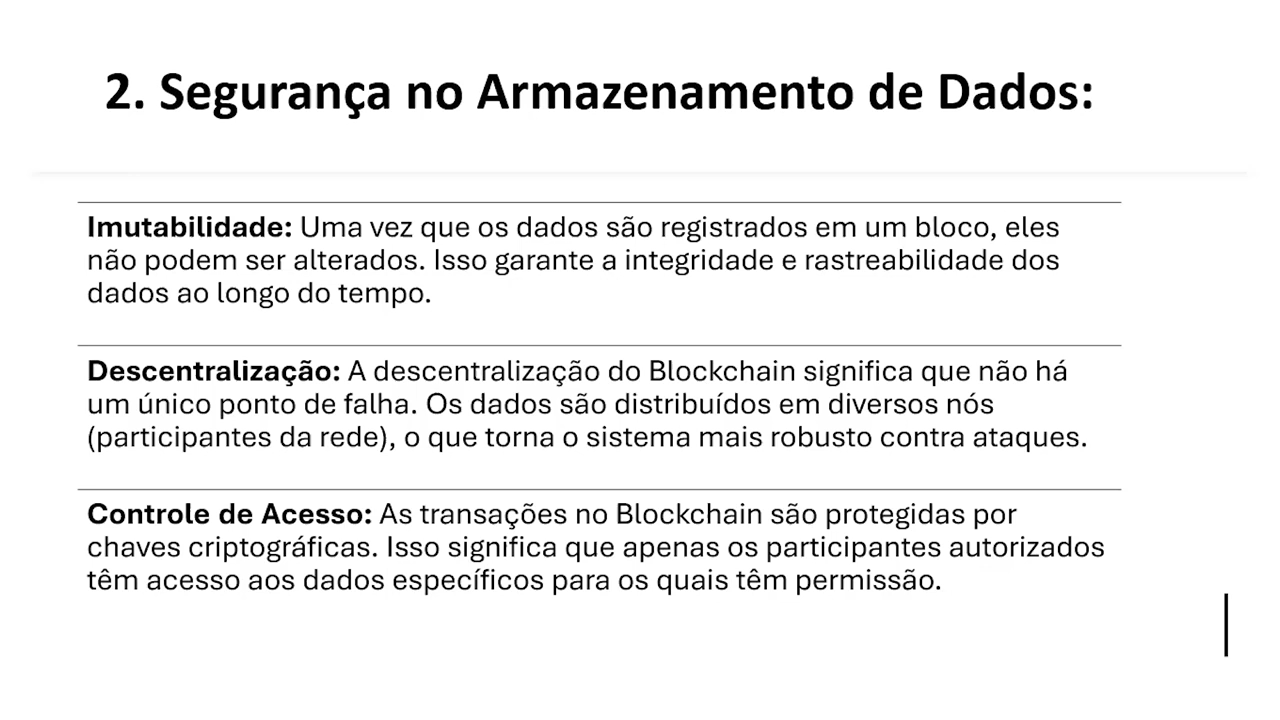 2. Segurança no Armazenamento de Dados:
Imutabilidade: Uma vez que os dados são registrados em um bloco, eles
não podem ser alterados. Isso garante a integridade e rastreabilidade dos
dados ao longo do tempo.
Descentralização: A descentralização do Blockchain significa que não há
um único ponto de falha. Os dados são distribuídos em diversos nós
(participantes da rede), o que torna o sistema mais robusto contra ataques.
Controle de Acesso: As transações no Blockchain são protegidas por
chaves criptográficas. Isso significa que apenas os participantes autorizados
têm acesso aos dados específicos para os quais têm permissão.